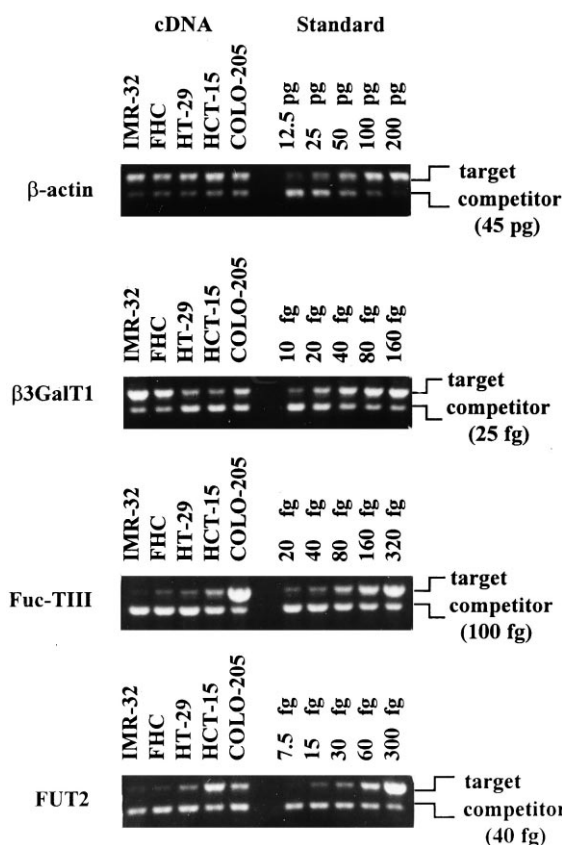 cDNA Standard
IMR-32 FHC HT-29 HCT-15 COLO-205 12.5 pg 25 pg 50 pg 100 pg 200 pg
β-actin
target
competitor
(45 pg)
IMR-32 FHC HT-29 HCT-15 COLO-205 10 fg 20 fg 40 fg 80 fg 160 fg
β3GalT1
target
competitor
(25 fg)
IMR-32 FHC HT-29 HCT-15 COLO-205 20 fg 40 fg 80 fg 160 fg 320 fg
Fuc-TIII
target
competitor
(100 fg)
IMR-32 FHC HT-29 HCT-15 COLO-205 7.5 fg 15 fg 30 fg 60 fg 300 fg
FUT2
target
competitor
(40 fg)